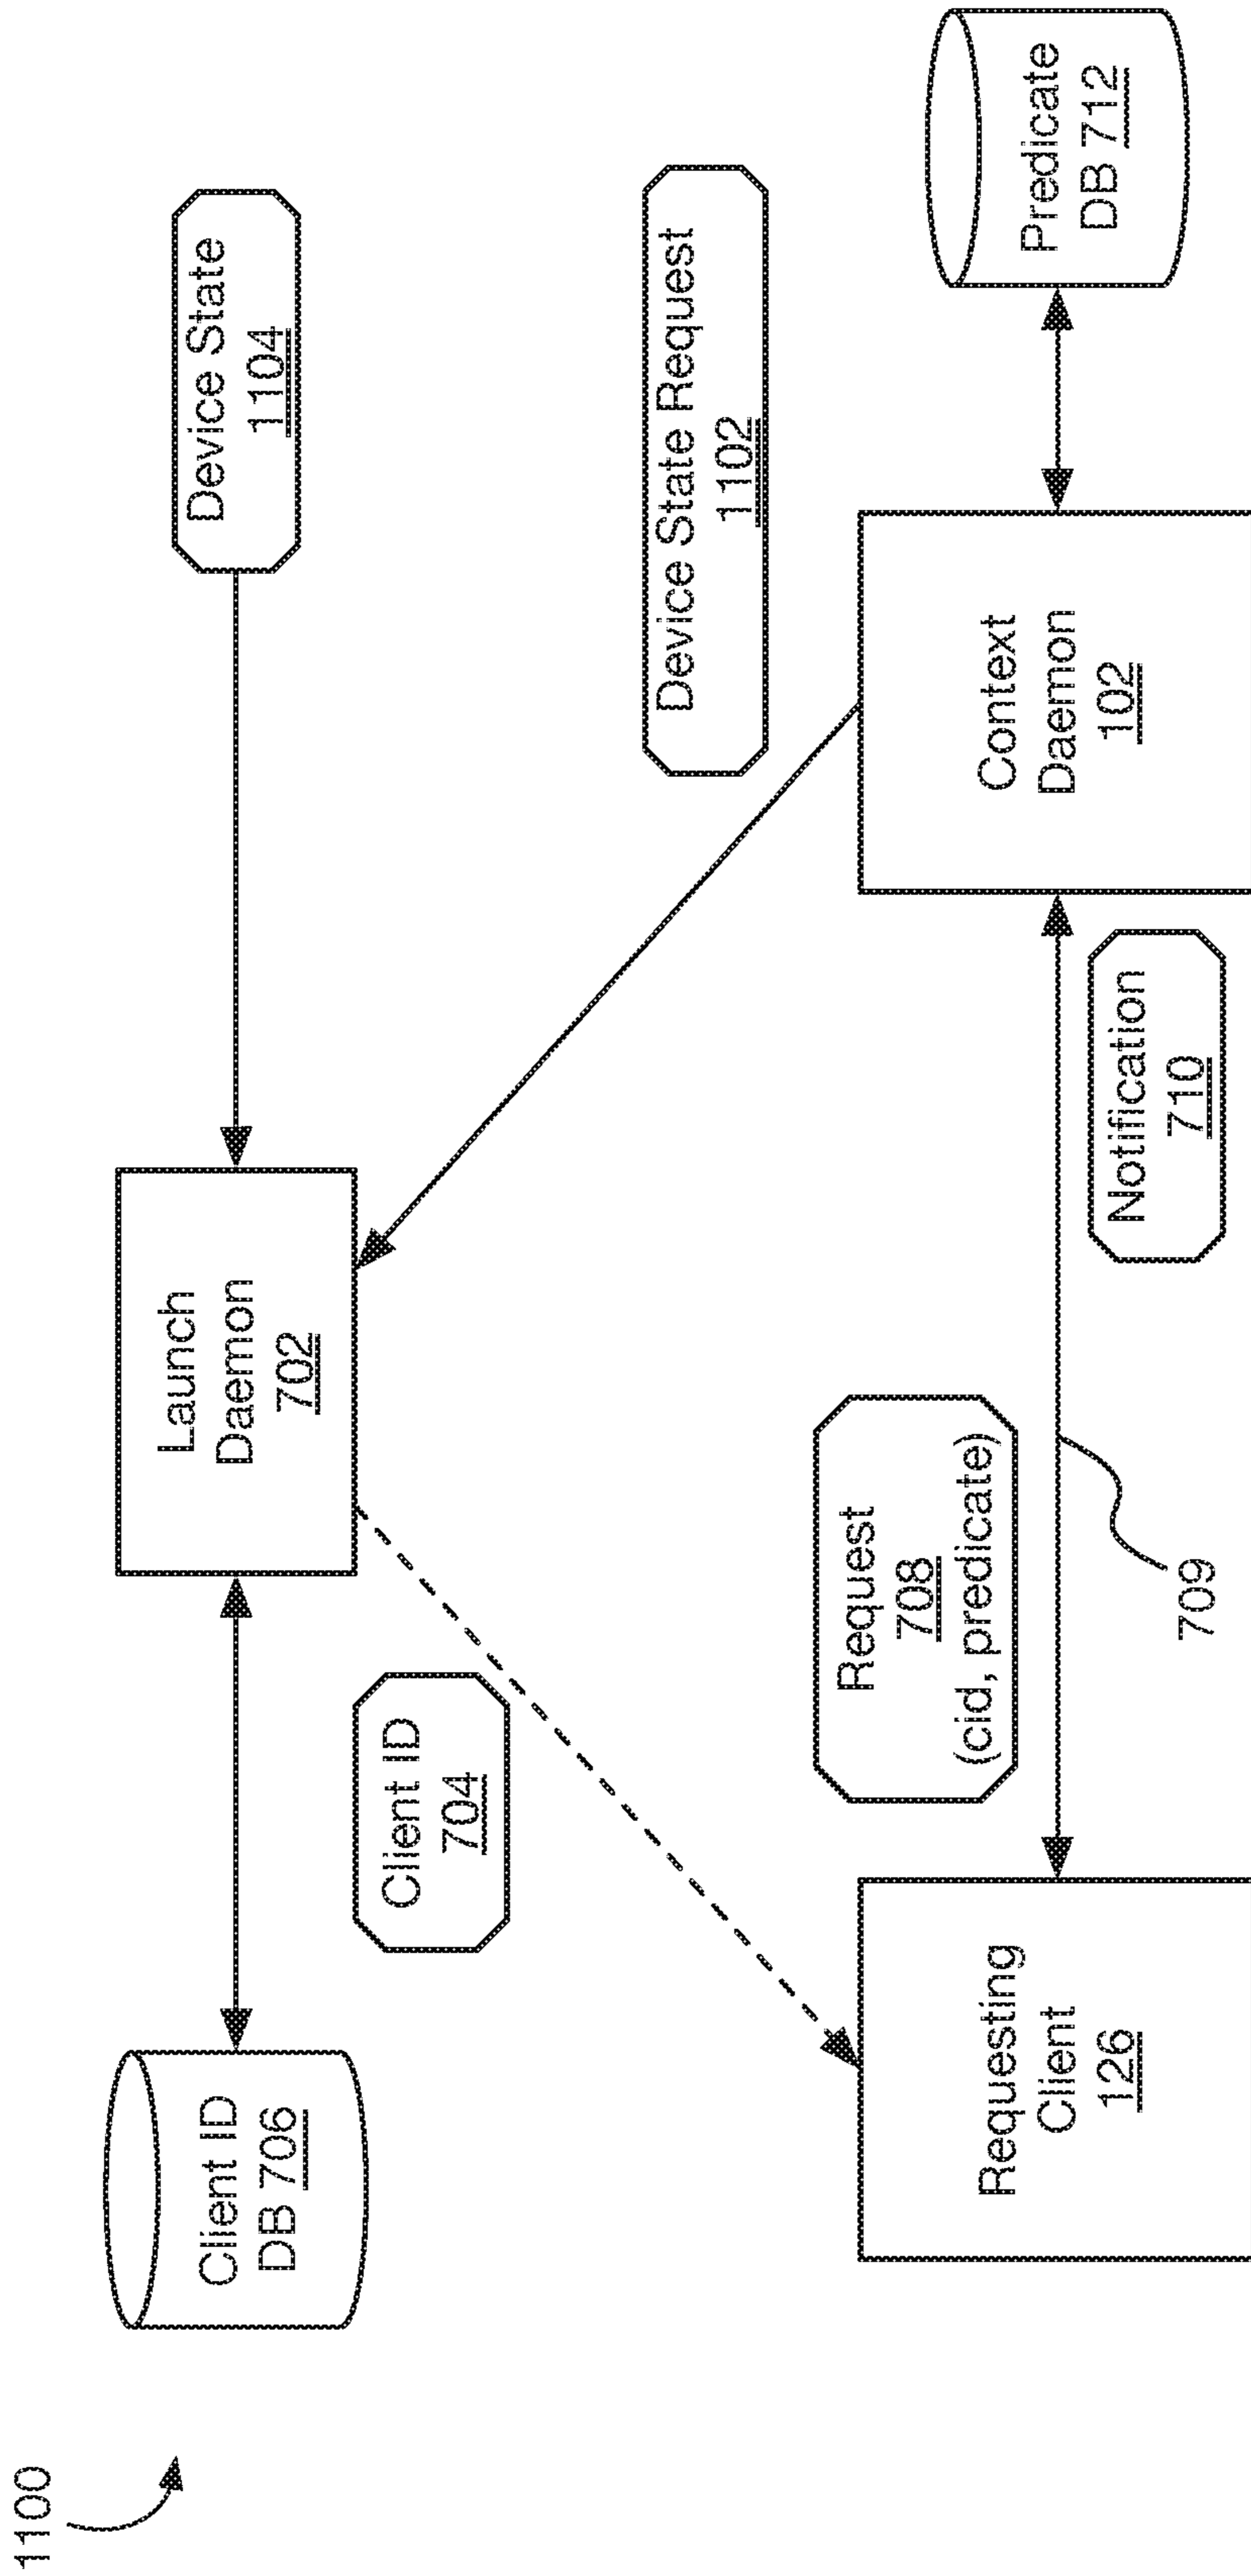 1100
Client ID
DB 706
Launch
Daemon
702
Device State
1104
Client ID
704
Device State Request
1102
Request
708
(cid, predicate)
Requesting
Client
126
709
Notification
710
Context
Daemon
102
Predicate
DB 712